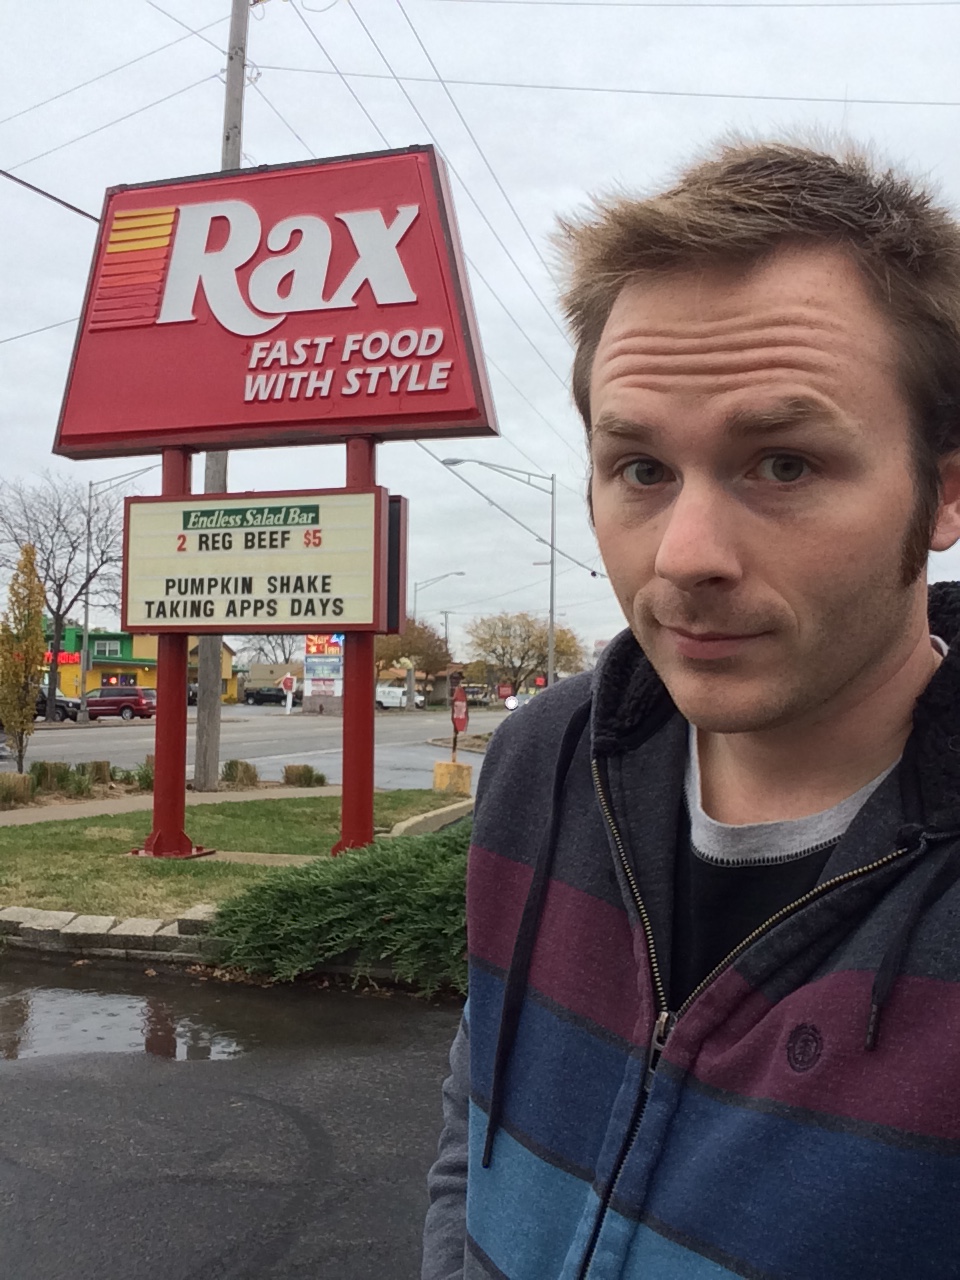 Rax
FAST FOOD
WITH STYLE
Endless Salad Bar
2 REG BEEF $5
PUMPKIN SHAKE
TAKING APPS DAYS